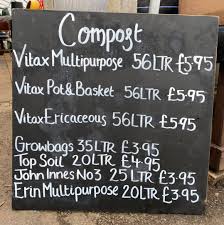 Compost
Vitax Multipurpose 56LTR £5.95
Vitax Pot & Basket 56LTR £5.95
Vitax Ericaceous 56LTR £5.95
Growbags 35LTR £3.95
Top Soil 20LTR £4.95
John Innes No3 25LTR £3.95
Erin Multipurpose 20LTR £3.95